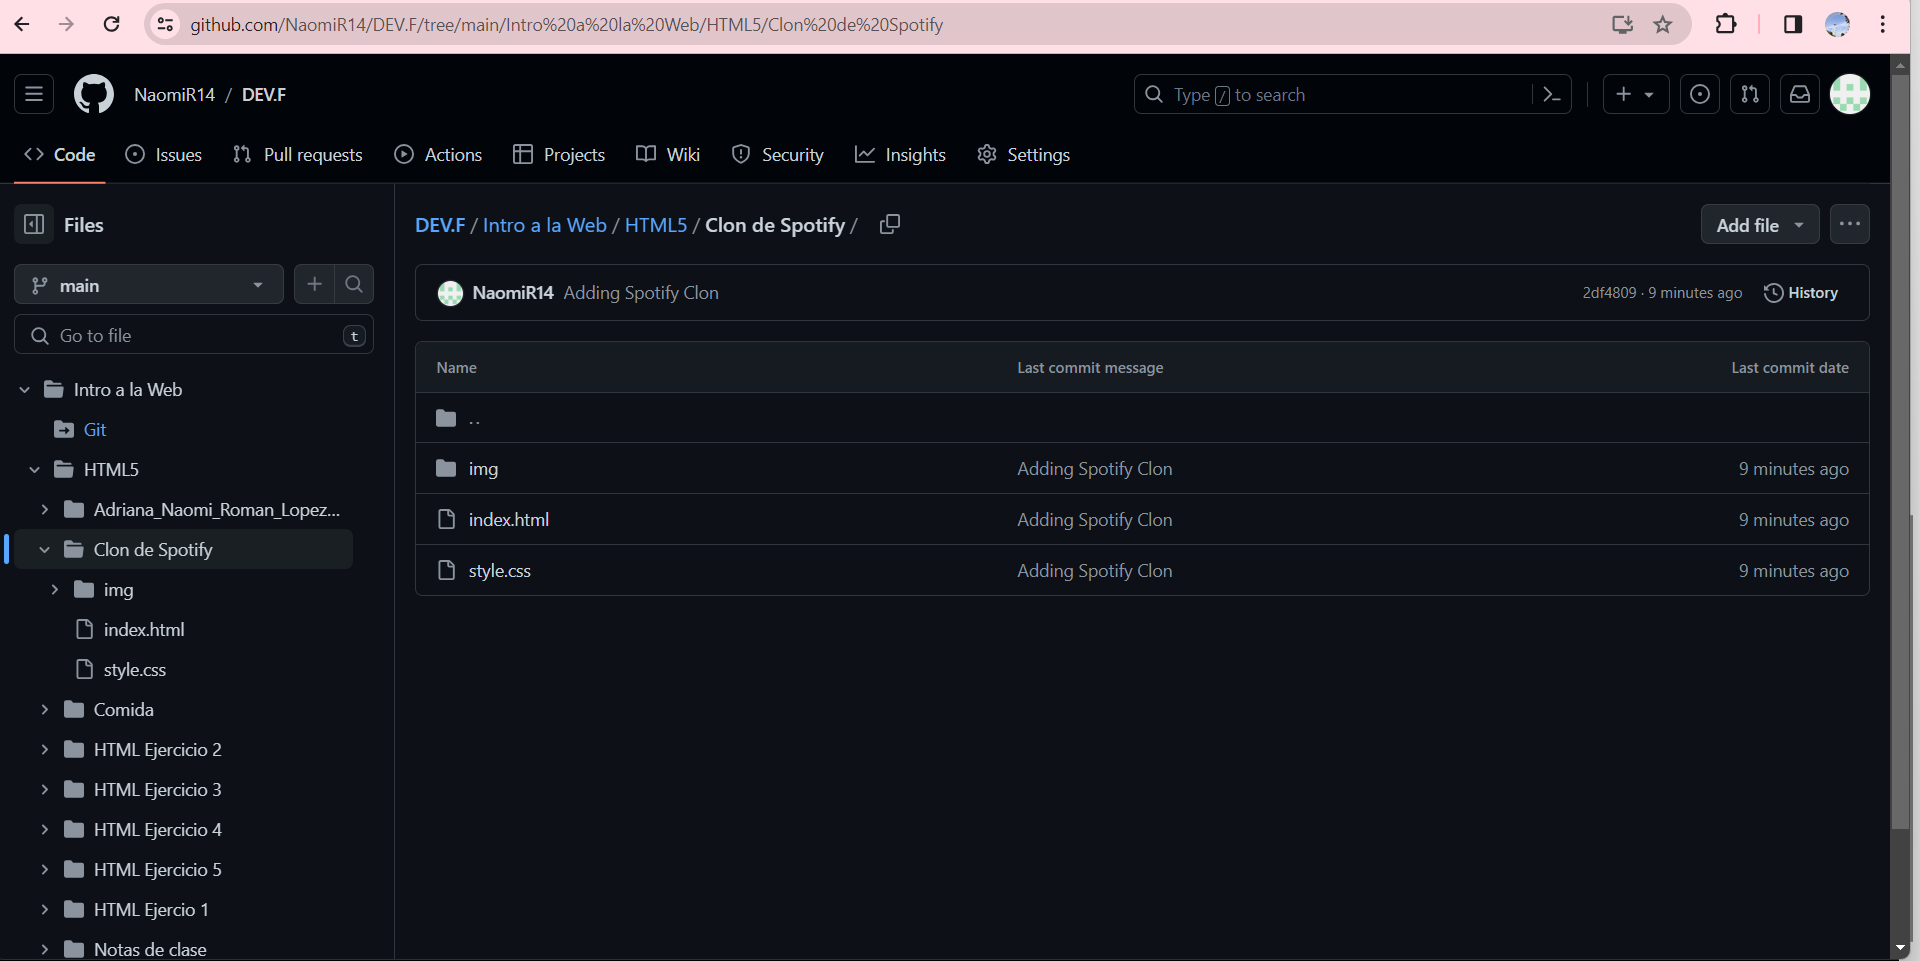 github.com/NaomiR14/DEV.F/tree/main/Intro%20a%20la%20Web/HTML5/Clon%20de%20Spotify
NaomiR14 / DEV.F
Type / to search
Code Issues Pull requests Actions Projects Wiki Security Insights Settings
Files
main
Go to file t
Intro a la Web
Git
HTML5
Adriana_Naomi_Roman_Lopez...
Clon de Spotify
img
index.html
style.css
Comida
HTML Ejercicio 2
HTML Ejercicio 3
HTML Ejercicio 4
HTML Ejercicio 5
HTML Ejercio 1
Notas de clase
DEV.F / Intro a la Web / HTML5 / Clon de Spotify /
Add file
NaomiR14 Adding Spotify Clon 2df4809 · 9 minutes ago History
Name Last commit message Last commit date
..
img Adding Spotify Clon 9 minutes ago
index.html Adding Spotify Clon 9 minutes ago
style.css Adding Spotify Clon 9 minutes ago